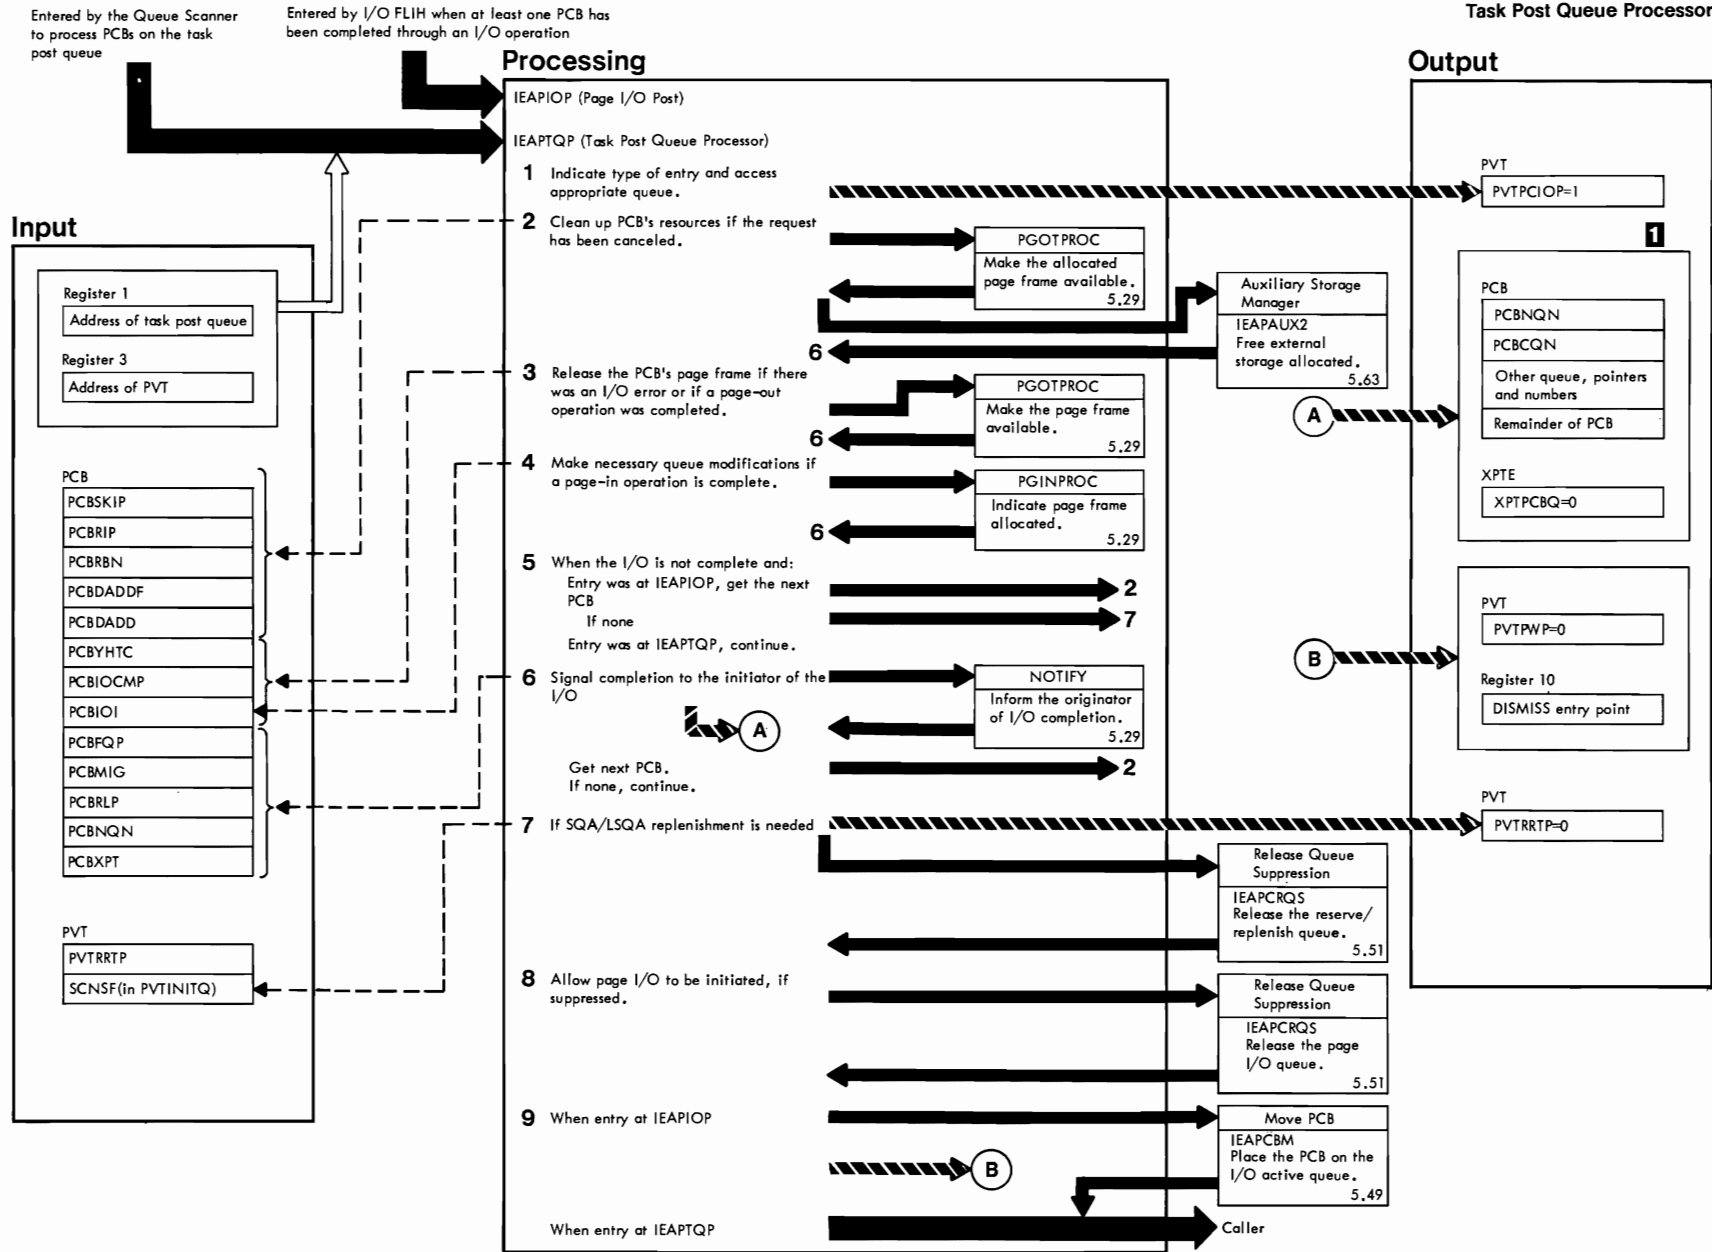 Task Post Queue Processor
Entered by the Queue Scanner
to process PCBs on the task
post queue
Entered by I/O FLIH when at least one PCB has
been completed through an I/O operation
Input
Register 1
Address of task post queue
Register 3
Address of PVT
PCB
PCBSKIP
PCBRIP
PCBRBN
PCBDADDF
PCBDADD
PCBYHTC
PCBIOCMP
PCBIOI
PCBFQP
PCBMIG
PCBRLP
PCBNQN
PCBXPT
PVT
PVTRRTP
SCNSF(in PVTINITQ)
Processing
IEAPIOP (Page I/O Post)
IEAPTQP (Task Post Queue Processor)
1 Indicate type of entry and access
appropriate queue.
2 Clean up PCB's resources if the request
has been canceled.
PGOTPROC
Make the allocated
page frame available.
5.29
Auxiliary Storage
Manager
IEAPAUX2
Free external
storage allocated.
5.63
6
3 Release the PCB's page frame if there
was an I/O error or if a page-out
operation was completed.
PGOTPROC
Make the page frame
available.
5.29
6
4 Make necessary queue modifications if
a page-in operation is complete.
PGINPROC
Indicate page frame
allocated.
5.29
6
5 When the I/O is not complete and:
Entry was at IEAPIOP, get the next
PCB
2
If none
7
Entry was at IEAPTQP, continue.
6 Signal completion to the initiator of the
I/O
NOTIFY
Inform the originator
of I/O completion.
5.29
A
Get next PCB.
2
If none, continue.
7 If SQA/LSQA replenishment is needed
Release Queue
Suppression
IEAPCRQS
Release the reserve/
replenish queue.
5.51
8 Allow page I/O to be initiated, if
suppressed.
Release Queue
Suppression
IEAPCRQS
Release the page
I/O queue.
5.51
9 When entry at IEAPIOP
Move PCB
IEAPCBM
Place the PCB on the
I/O active queue.
5.49
B
When entry at IEAPTQP
Caller
Output
PVT
PVTPCIOP=1
1
PCB
PCBNQN
PCBCQN
Other queue, pointers
and numbers
Remainder of PCB
XPTE
XPTPCBQ=0
A
PVT
PVTPWP=0
Register 10
DISMISS entry point
B
PVT
PVTRRTP=0